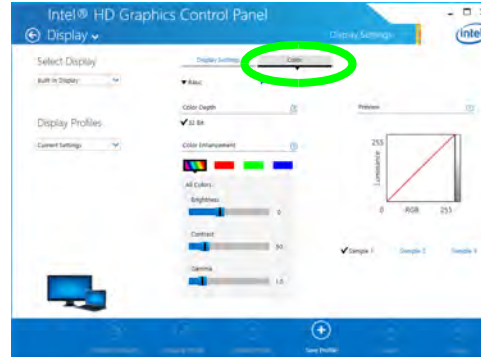 Intel® HD Graphics Control Panel
Display
Display Settings
intel
Select Display
Built-in Display
Display Profiles
Current Settings
Display Settings
Color
Basic
Color Depth
32 Bit
Color Enhancement
All Colors
Brightness
0
Contrast
50
Gamma
1.0
Preview
255
Luminance
0
-RGB
255
Sample 1
Sample 2
Sample 3
Save Profile